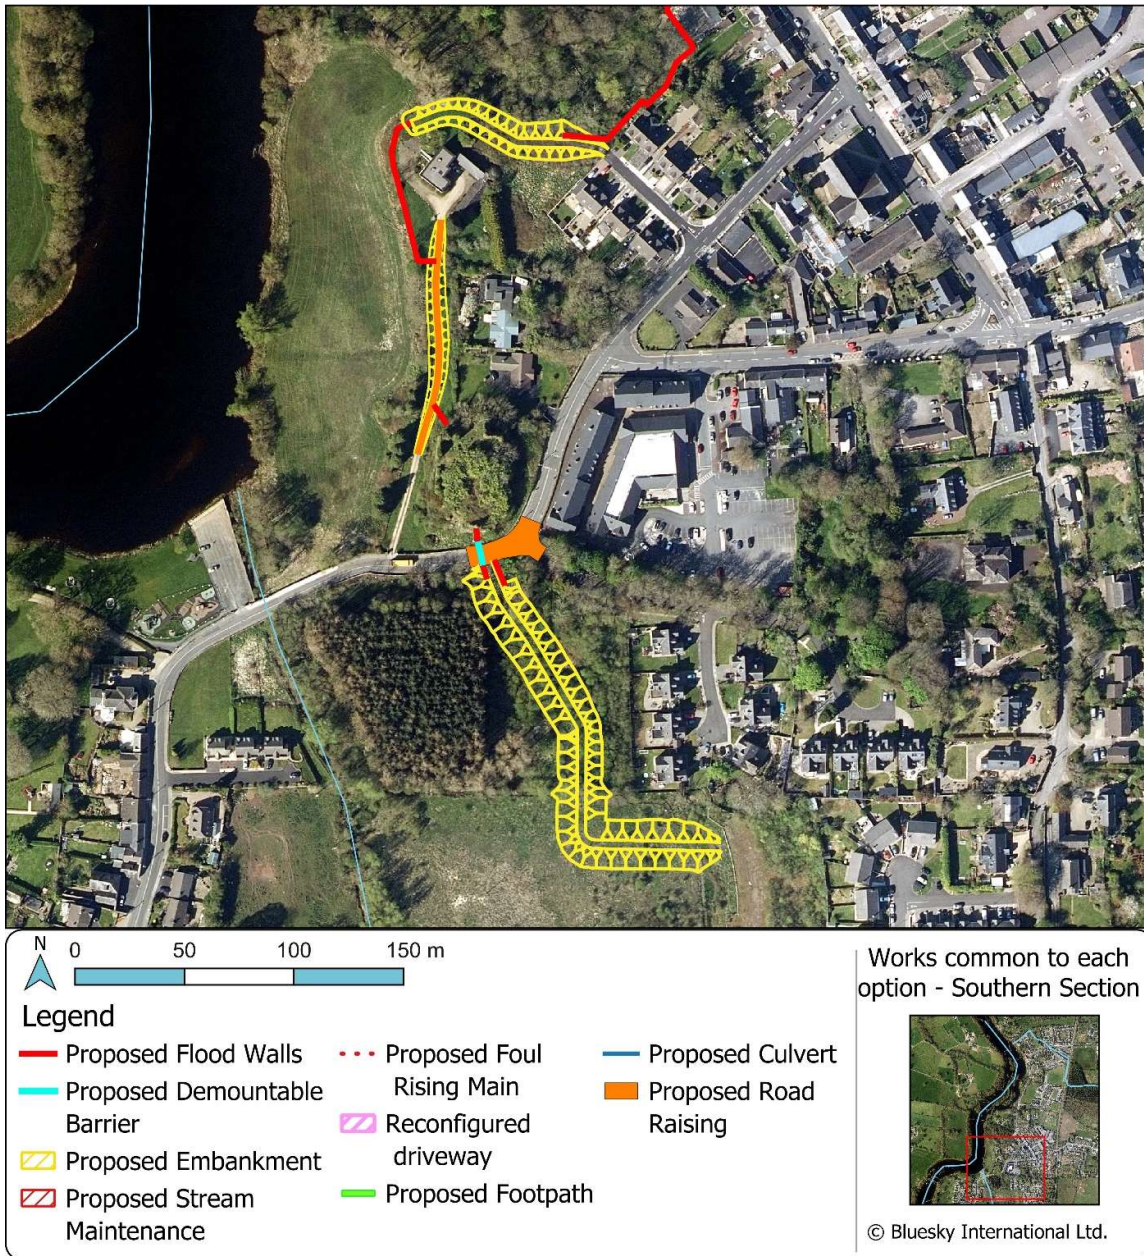 N
0 50 100 150 m
Legend
Proposed Flood Walls
Proposed Demountable
Barrier
Proposed Embankment
Proposed Stream
Maintenance
Proposed Foul
Rising Main
Reconfigured
driveway
Proposed Footpath
Proposed Culvert
Proposed Road
Raising
Works common to each
option - Southern Section
© Bluesky International Ltd.